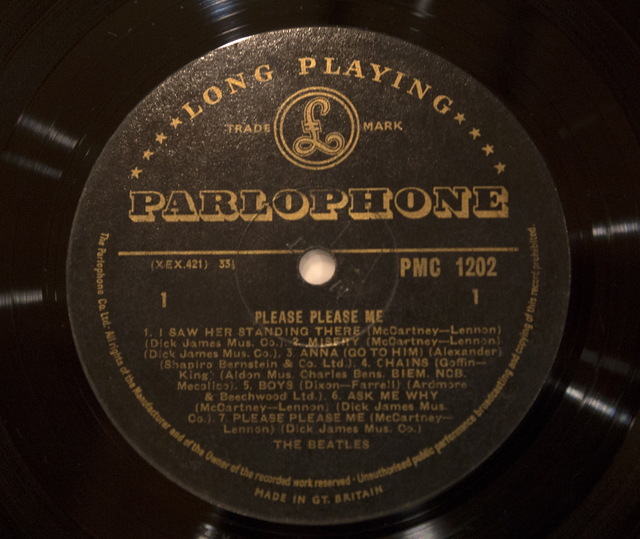 LONG PLAYING
TRADE £ MARK
PARLOPHONE
(XEX.421) 33⅓
PMC 1202
1
1
PLEASE PLEASE ME
1. I SAW HER STANDING THERE (McCartney—Lennon)
(Dick James Mus. Co.). 2. MISERY (McCartney—Lennon)
(Dick James Mus. Co.). 3. ANNA (GO TO HIM) (Alexander)
(Shapiro Bernstein & Co. Ltd.). 4. CHAINS (Goffin—
King) (Aldon Mus. Charles Bens. BIEM. NCB.
Mecolico). 5. BOYS (Dixon—Farrell) (Ardmore
& Beechwood Ltd.). 6. ASK ME WHY
(McCartney—Lennon) (Dick James Mus.
Co.). 7. PLEASE PLEASE ME (McCartney—
Lennon) (Dick James Mus. Co.)
THE BEATLES
The Parlophone Co Ltd. All rights of the Manufacturer and of the Owner of the recorded work reserved · Unauthorised public performance broadcasting and copying of this record prohibited.
MADE IN GT. BRITAIN